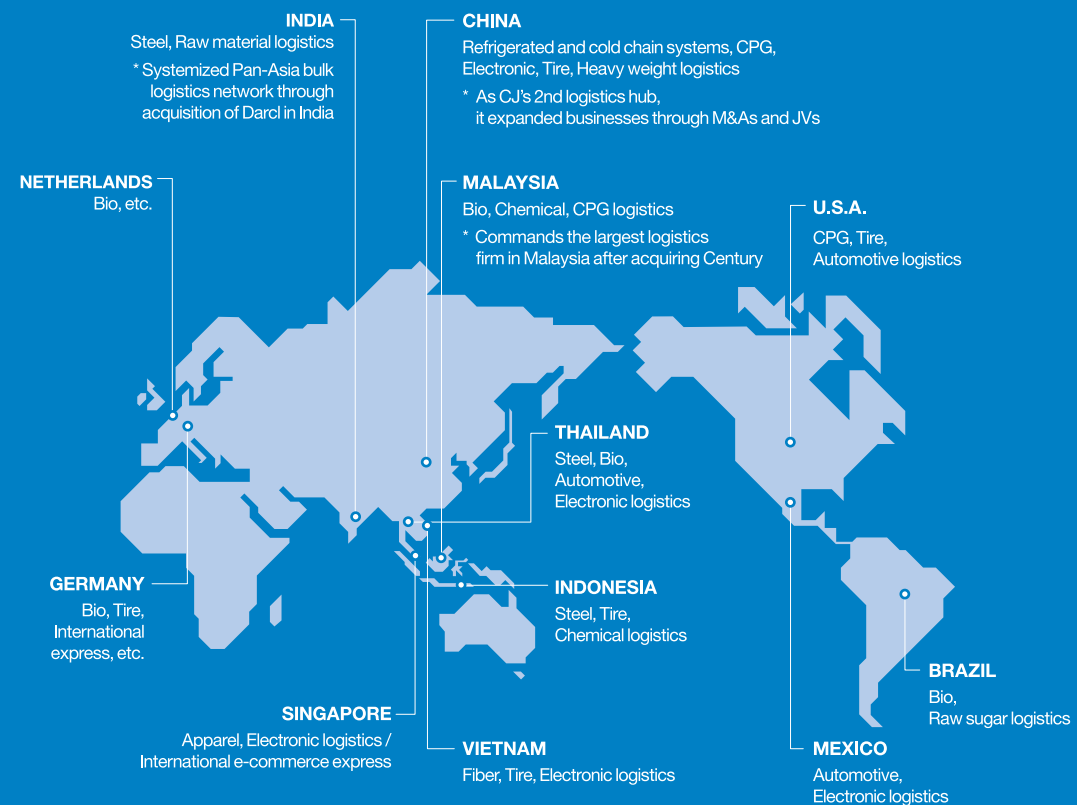 INDIA
Steel, Raw material logistics
* Systemized Pan-Asia bulk
logistics network through
acquisition of Darcl in India
CHINA
Refrigerated and cold chain systems, CPG,
Electronic, Tire, Heavy weight logistics
* As CJ's 2nd logistics hub,
it expanded businesses through M&As and JVs
NETHERLANDS
Bio, etc.
MALAYSIA
Bio, Chemical, CPG logistics
* Commands the largest logistics
firm in Malaysia after acquiring Century
U.S.A.
CPG, Tire,
Automotive logistics
THAILAND
Steel, Bio,
Automotive,
Electronic logistics
GERMANY
Bio, Tire,
International
express, etc.
INDONESIA
Steel, Tire,
Chemical logistics
BRAZIL
Bio,
Raw sugar logistics
SINGAPORE
Apparel, Electronic logistics /
International e-commerce express
VIETNAM
Fiber, Tire, Electronic logistics
MEXICO
Automotive,
Electronic logistics